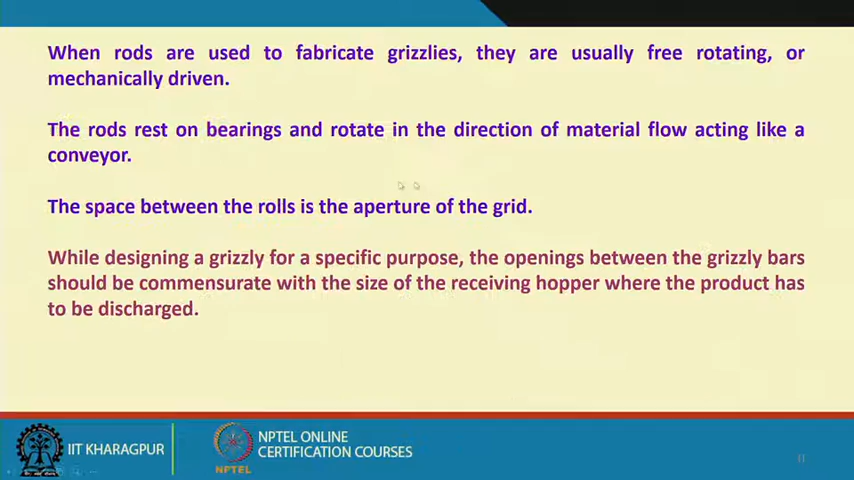 When rods are used to fabricate grizzlies, they are usually free rotating, or
mechanically driven.
The rods rest on bearings and rotate in the direction of material flow acting like a
conveyor.
The space between the rolls is the aperture of the grid.
While designing a grizzly for a specific purpose, the openings between the grizzly bars
should be commensurate with the size of the receiving hopper where the product has
to be discharged.
IIT KHARAGPUR
NPTEL
NPTEL ONLINE
CERTIFICATION COURSES
11